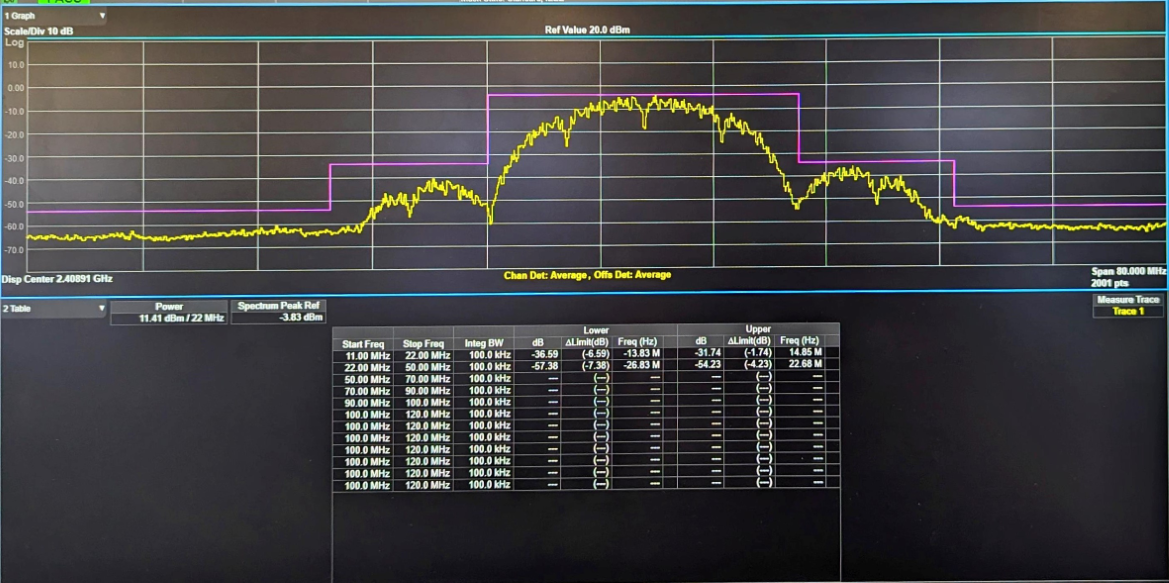 1 Graph
Scale/Div 10 dB
Ref Value 20.0 dBm
Log
10.0
0.00
-10.0
-20.0
-30.0
-40.0
-50.0
-60.0
-70.0
Disp Center 2.40891 GHz
Chan Det: Average, Offs Det: Average
Span 80.000 MHz
2001 pts
2 Table
Power
11.41 dBm / 22 MHz
Spectrum Peak Ref
-3.83 dBm
Measure Trace
Trace 1
Lower Upper
Start Freq Stop Freq Integ BW dB ΔLimit(dB) Freq (Hz) dB ΔLimit(dB) Freq (Hz)
11.00 MHz 22.00 MHz 100.0 kHz -36.59 (-6.59) -13.83 M -31.74 (-1.74) 14.85 M
22.00 MHz 50.00 MHz 100.0 kHz -57.38 (-7.38) -26.83 M -54.23 (-4.23) 22.68 M
50.00 MHz 70.00 MHz 100.0 kHz --- (---) --- --- (---) ---
70.00 MHz 90.00 MHz 100.0 kHz --- (---) --- --- (---) ---
90.00 MHz 100.0 MHz 100.0 kHz --- (---) --- --- (---) ---
100.0 MHz 120.0 MHz 100.0 kHz --- (---) --- --- (---) ---
100.0 MHz 120.0 MHz 100.0 kHz --- (---) --- --- (---) ---
100.0 MHz 120.0 MHz 100.0 kHz --- (---) --- --- (---) ---
100.0 MHz 120.0 MHz 100.0 kHz --- (---) --- --- (---) ---
100.0 MHz 120.0 MHz 100.0 kHz --- (---) --- --- (---) ---
100.0 MHz 120.0 MHz 100.0 kHz --- (---) --- --- (---) ---
100.0 MHz 120.0 MHz 100.0 kHz --- (---) --- --- (---) ---